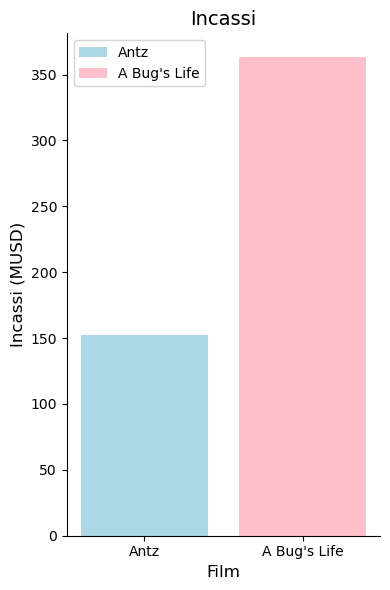 Incassi
Antz
A Bug's Life
Incassi (MUSD)
350
300
250
200
150
100
50
0
Antz
A Bug's Life
Film